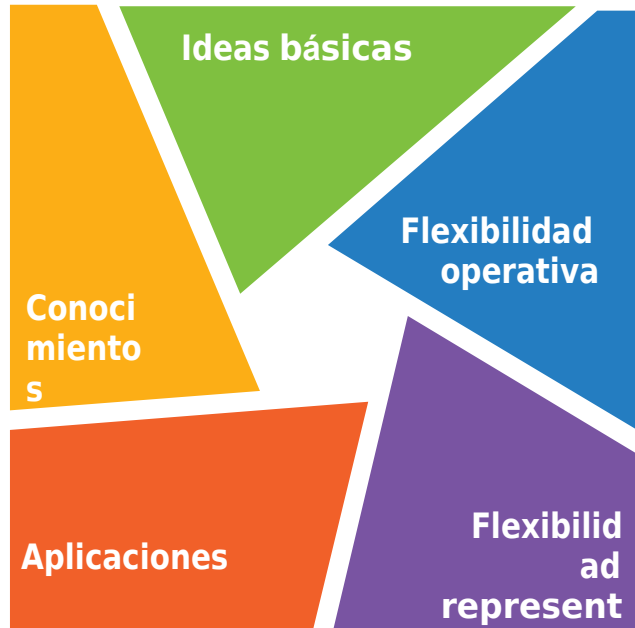 Ideas básicas
Flexibilidad
operativa
Conoci
miento
s
Aplicaciones
Flexibilid
ad
represent